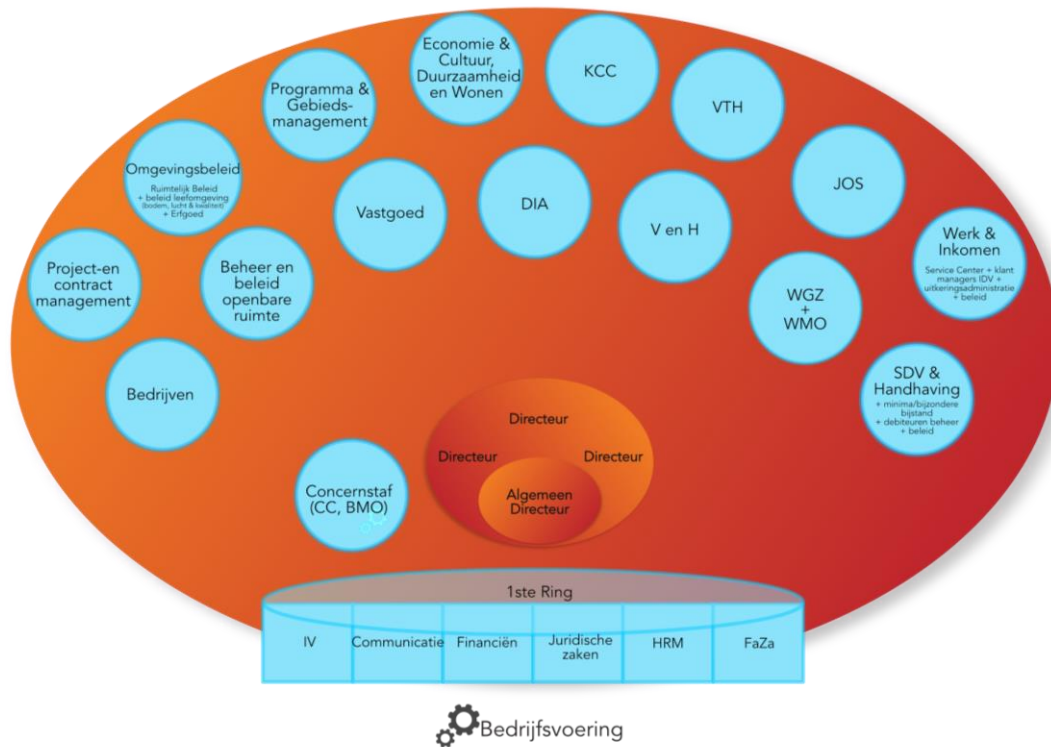 Economie &
Cultuur,
Duurzaamheid
en Wonen
KCC
Programma &
Gebieds-
management
VTH
Omgevingsbeleid
Ruimtelijk Beleid
+ beleid leefomgeving
(bodem, lucht & kwaliteit)
+ Erfgoed
Vastgoed
DIA
V en H
JOS
Werk &
Inkomen
Service Center + klant
managers IDV +
uitkeringsadministratie
+ beleid
Project-en
contract
management
Beheer en
beleid
openbare
ruimte
WGZ
+
WMO
Bedrijven
SDV &
Handhaving
+ minima/bijzondere
bijstand
+ debiteuren beheer
+ beleid
Directeur
Directeur
Directeur
Algemeen
Directeur
Concernstaf
(CC, BMO)
1ste Ring
IV
Communicatie
Financiën
Juridische
zaken
HRM
FaZa
Bedrijfsvoering